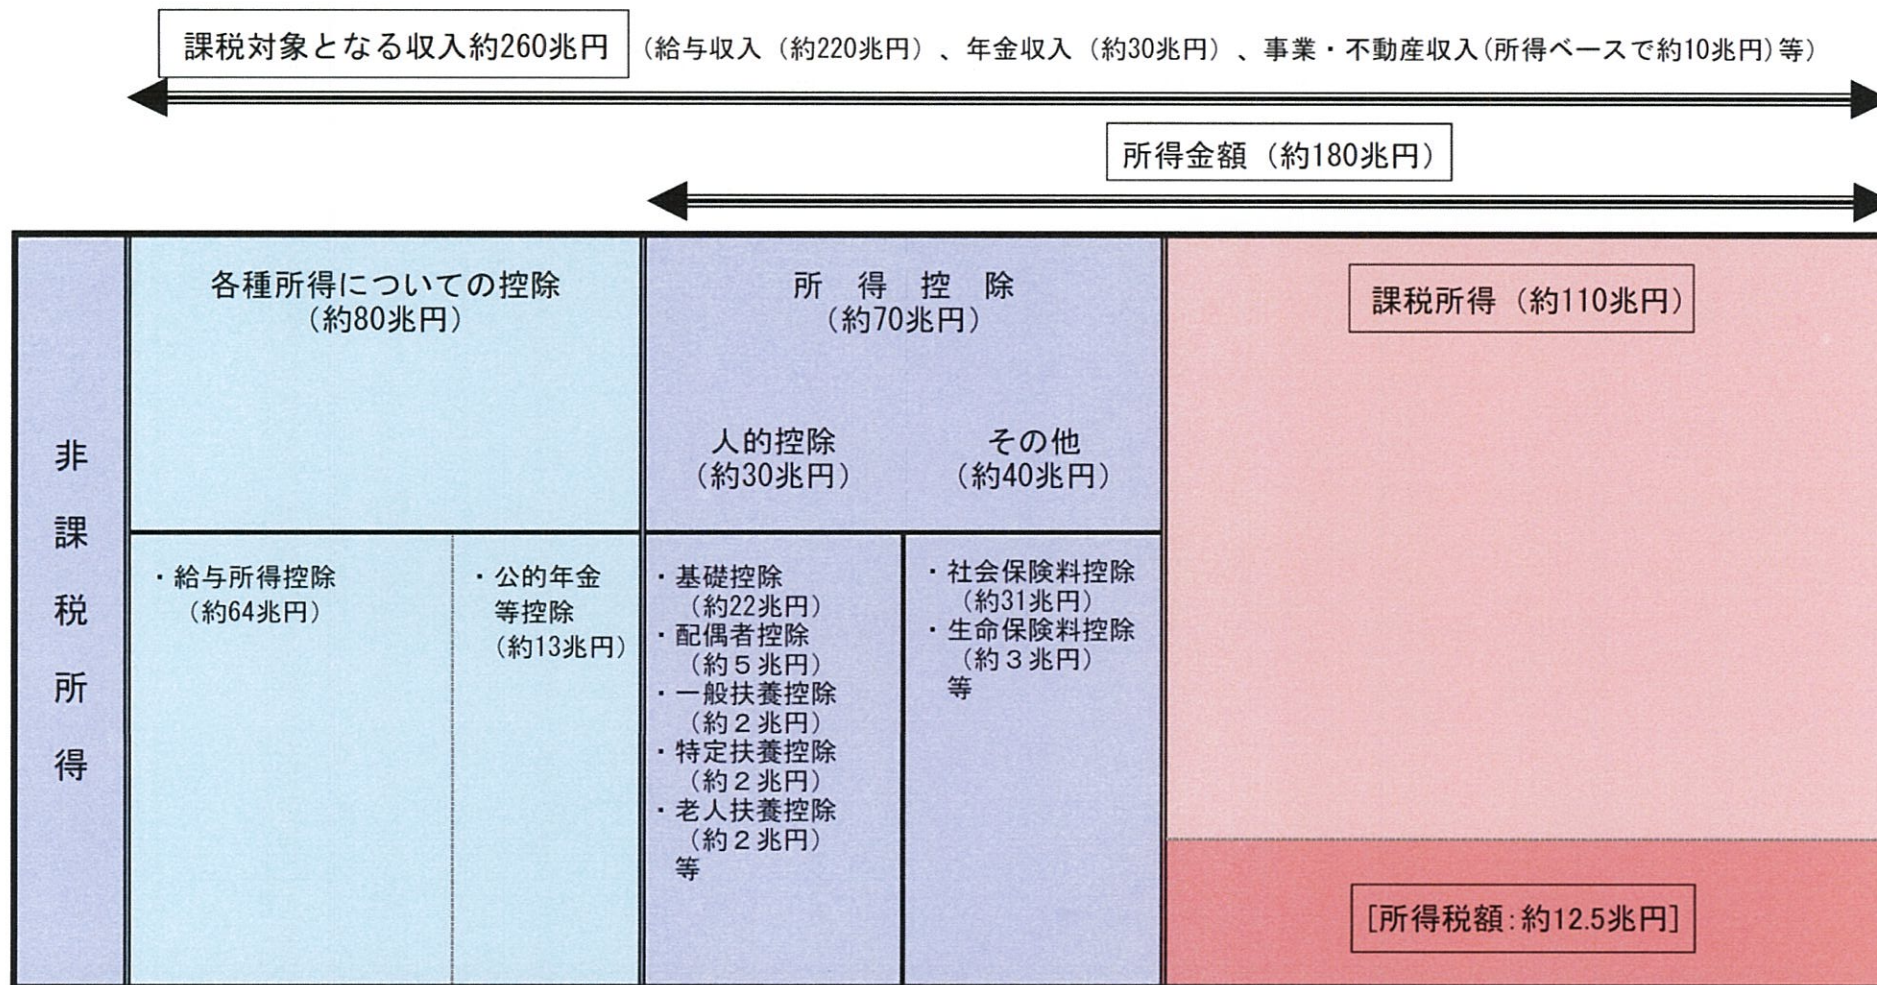 課税対象となる収入約260兆円 (給与収入（約220兆円）、年金収入（約30兆円）、事業・不動産収入(所得ベースで約10兆円)等)
所得金額（約180兆円）
非課税所得
各種所得についての控除
（約80兆円）
・給与所得控除
（約64兆円）
・公的年金
等控除
（約13兆円）
所得控除
（約70兆円）
人的控除
（約30兆円）
・基礎控除
（約22兆円）
・配偶者控除
（約５兆円）
・一般扶養控除
（約２兆円）
・特定扶養控除
（約２兆円）
・老人扶養控除
（約２兆円）
等
その他
（約40兆円）
・社会保険料控除
（約31兆円）
・生命保険料控除
（約３兆円）
等
課税所得（約110兆円）
[所得税額：約12.5兆円]